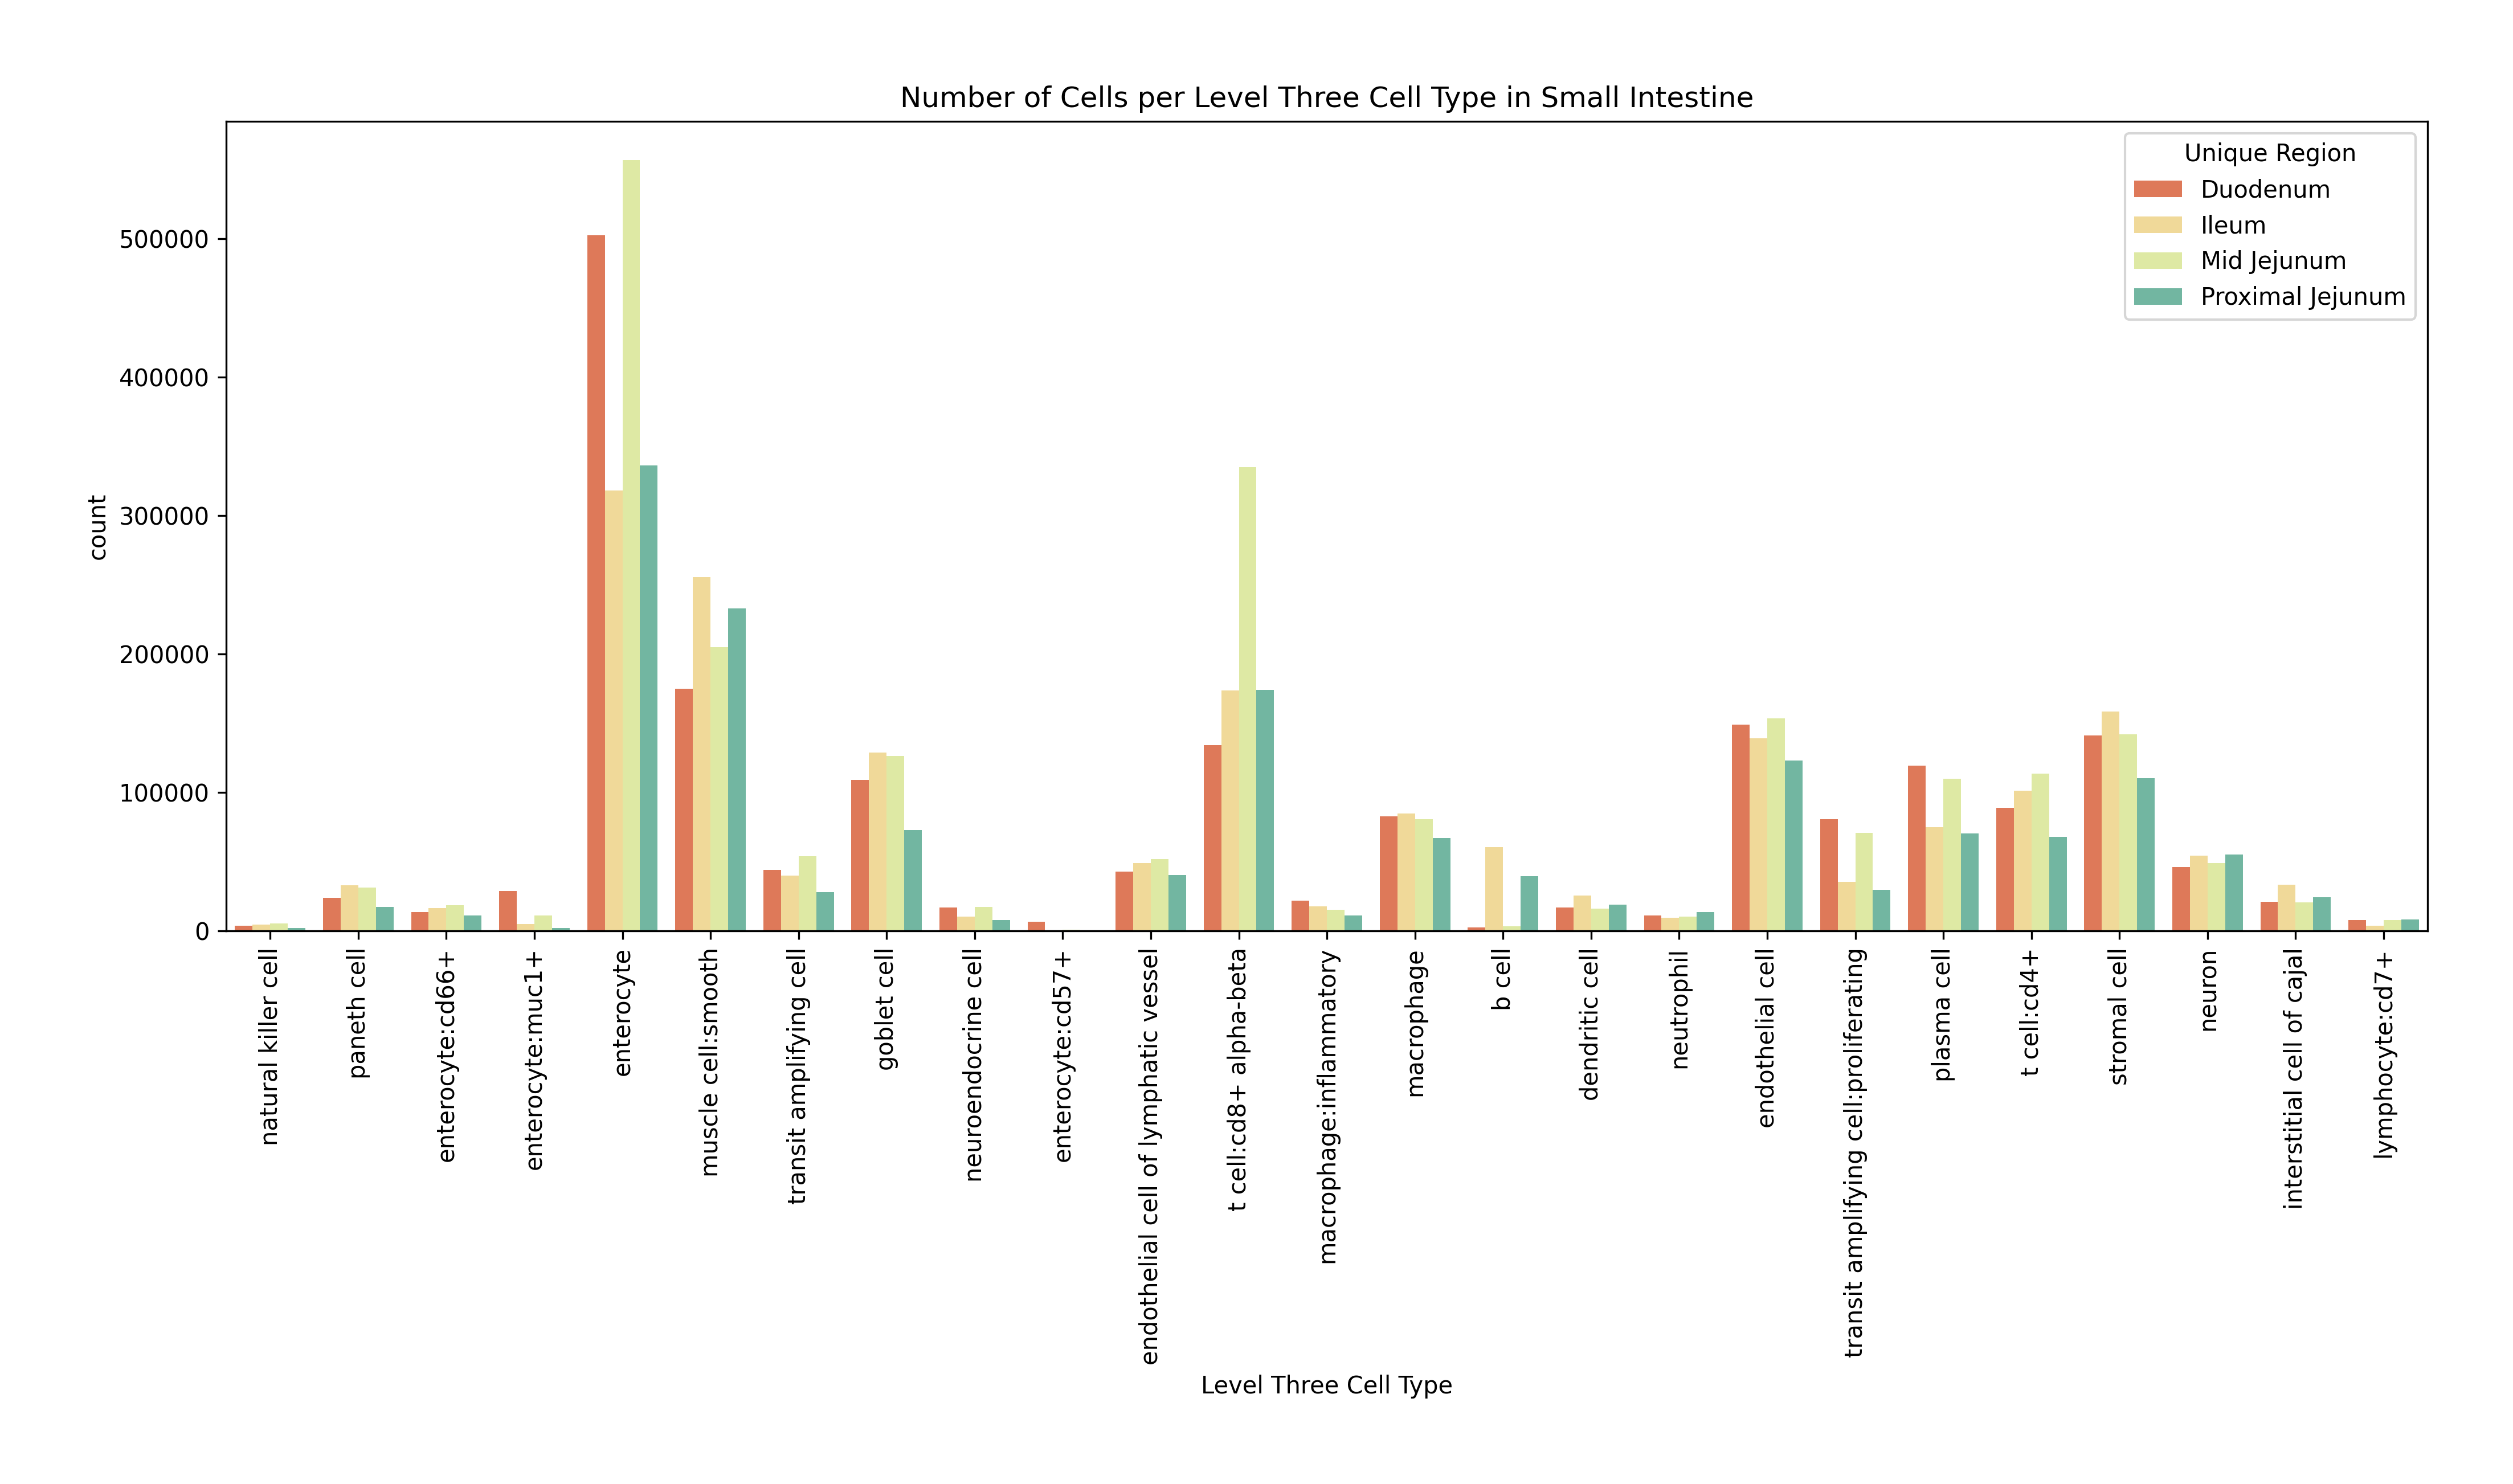 Number of Cells per Level Three Cell Type in Small Intestine
Unique Region
Duodenum
Ileum
Mid Jejunum
Proximal Jejunum
count
500000
400000
300000
200000
100000
0
natural killer cell
paneth cell
enterocyte:cd66+
enterocyte:muc1+
enterocyte
muscle cell:smooth
transit amplifying cell
goblet cell
neuroendocrine cell
enterocyte:cd57+
endothelial cell of lymphatic vessel
t cell:cd8+ alpha-beta
macrophage:inflammatory
macrophage
b cell
dendritic cell
neutrophil
endothelial cell
transit amplifying cell:proliferating
plasma cell
t cell:cd4+
stromal cell
neuron
interstitial cell of cajal
lymphocyte:cd7+
Level Three Cell Type